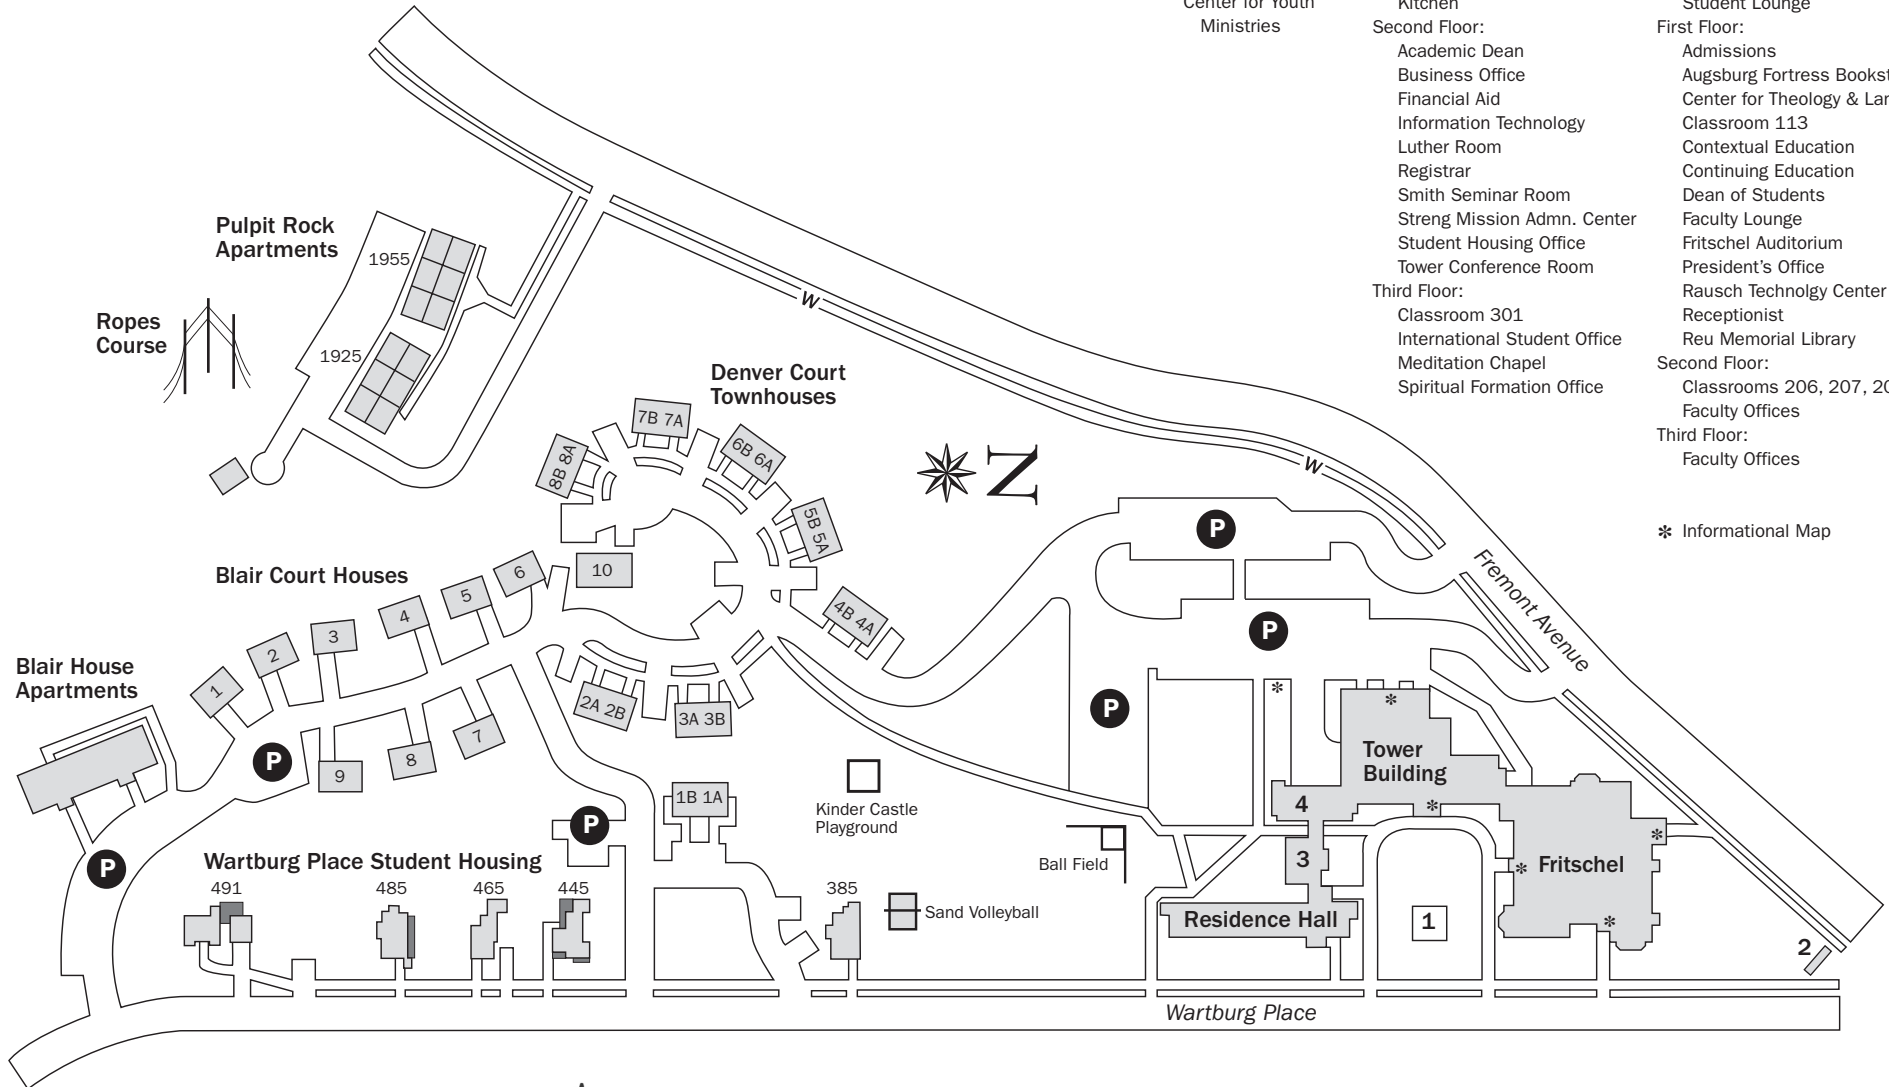 Center for Youth
Ministries
Kitchen
Second Floor:
Academic Dean
Business Office
Financial Aid
Information Technology
Luther Room
Registrar
Smith Seminar Room
Streng Mission Admn. Center
Student Housing Office
Tower Conference Room
Third Floor:
Classroom 301
International Student Office
Meditation Chapel
Spiritual Formation Office
Student Lounge
First Floor:
Admissions
Augsburg Fortress Bookst
Center for Theology & Lan
Classroom 113
Contextual Education
Continuing Education
Dean of Students
Faculty Lounge
Fritschel Auditorium
President’s Office
Rausch Technolgy Center
Receptionist
Reu Memorial Library
Second Floor:
Classrooms 206, 207, 20
Faculty Offices
Third Floor:
Faculty Offices
* Informational Map
Pulpit Rock
Apartments
1955
1925
Ropes
Course
W
W
Denver Court
Townhouses
7B 7A
6B 6A
8B 8A
5B 5A
4B 4A
10
2A 2B
3A 3B
1B 1A
N
Blair Court Houses
1
2
3
4
5
6
7
8
9
Blair House
Apartments
P
P
P
P
P
P
Fremont Avenue
*
*
*
*
*
*
Tower
Building
4
3
Fritschel
Residence Hall
1
2
Kinder Castle
Playground
Ball Field
Sand Volleyball
Wartburg Place Student Housing
491
485
465
445
385
Wartburg Place